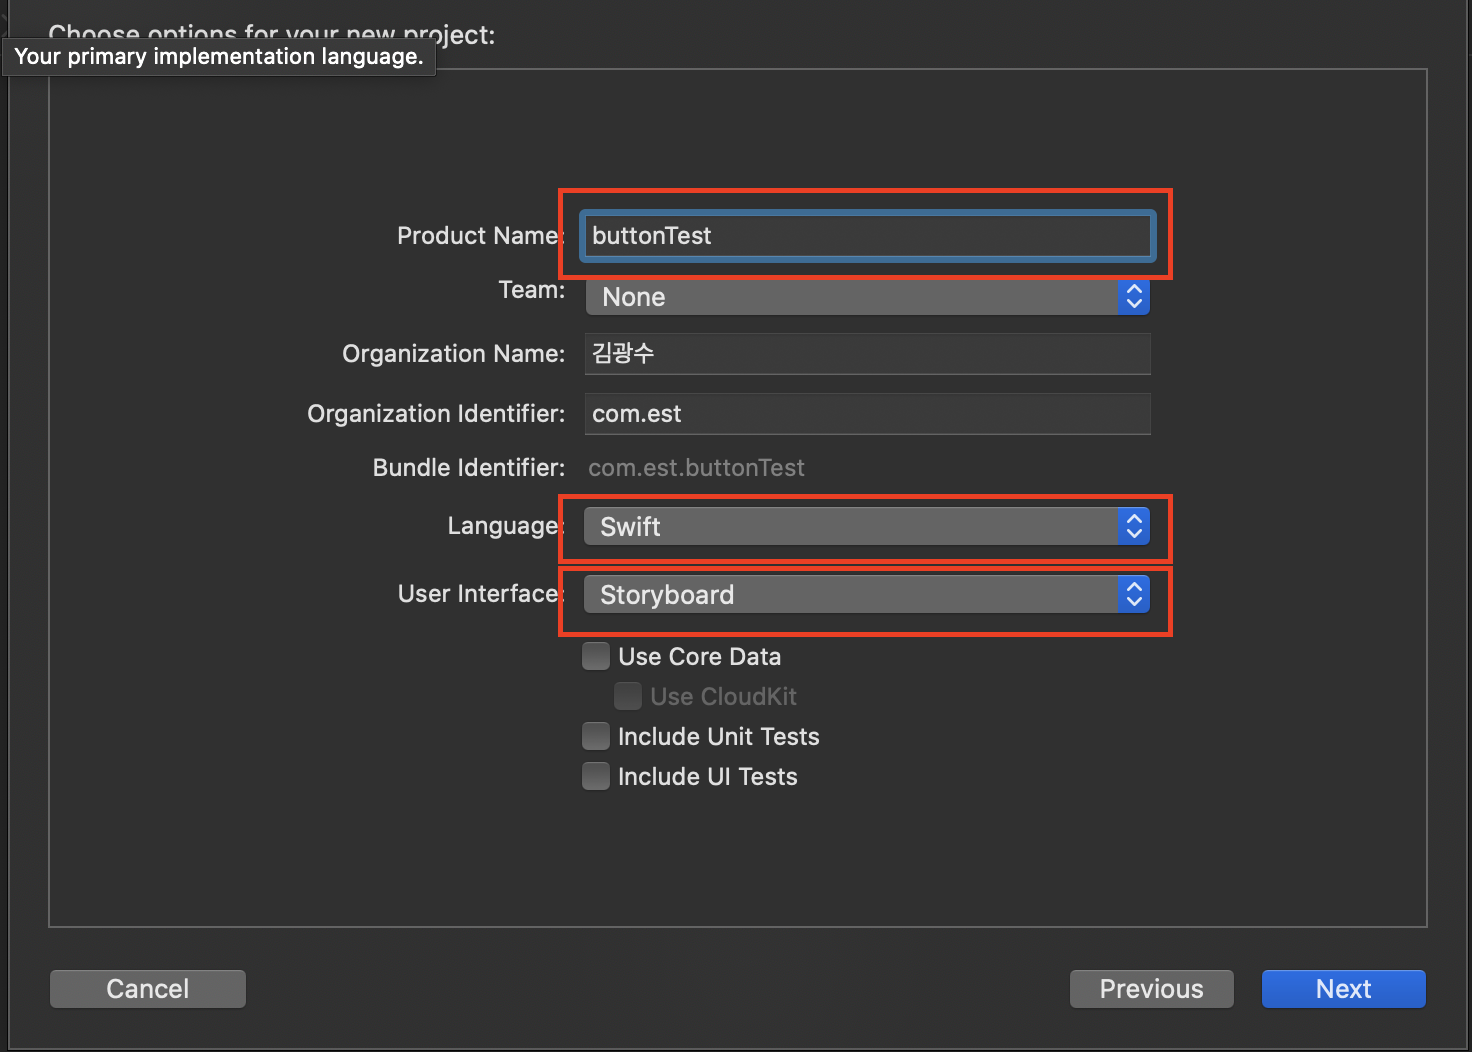 Choose options for your new project:
Your primary implementation language.
Product Name: buttonTest
Team: None
Organization Name: 김광수
Organization Identifier: com.est
Bundle Identifier: com.est.buttonTest
Language: Swift
User Interface: Storyboard
Use Core Data
Use CloudKit
Include Unit Tests
Include UI Tests
Cancel Previous Next